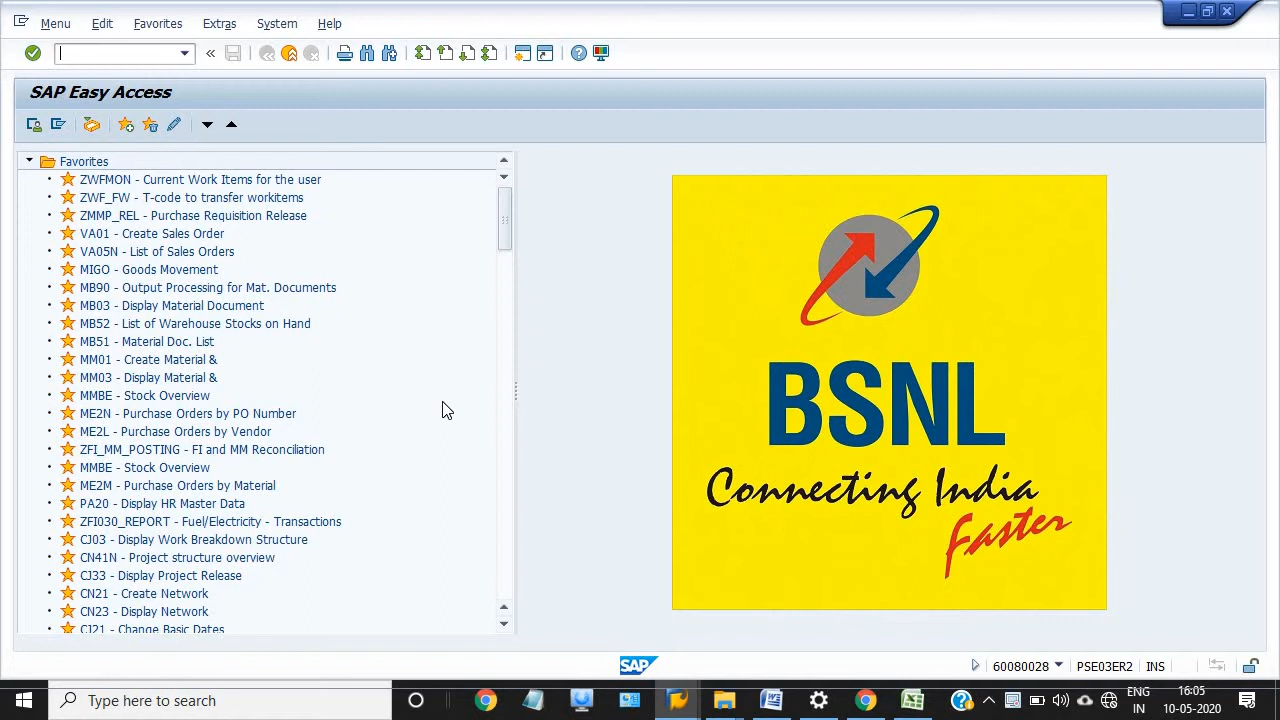 Menu Edit Favorites Extras System Help
SAP Easy Access
Favorites
ZWFMON - Current Work Items for the user
ZWF_FW - T-code to transfer workitems
ZMMP_REL - Purchase Requisition Release
VA01 - Create Sales Order
VA05N - List of Sales Orders
MIGO - Goods Movement
MB90 - Output Processing for Mat. Documents
MB03 - Display Material Document
MB52 - List of Warehouse Stocks on Hand
MB51 - Material Doc. List
MM01 - Create Material &
MM03 - Display Material &
MMBE - Stock Overview
ME2N - Purchase Orders by PO Number
ME2L - Purchase Orders by Vendor
ZFI_MM_POSTING - FI and MM Reconciliation
MMBE - Stock Overview
ME2M - Purchase Orders by Material
PA20 - Display HR Master Data
ZFI030_REPORT - Fuel/Electricity - Transactions
CJ03 - Display Work Breakdown Structure
CN41N - Project structure overview
CJ33 - Display Project Release
CN21 - Create Network
CN23 - Display Network
CJ21 - Change Basic Dates
BSNL
Connecting India
Faster
SAP
60080028 PSE03ER2 INS
Type here to search
ENG
IN
16:05
10-05-2020